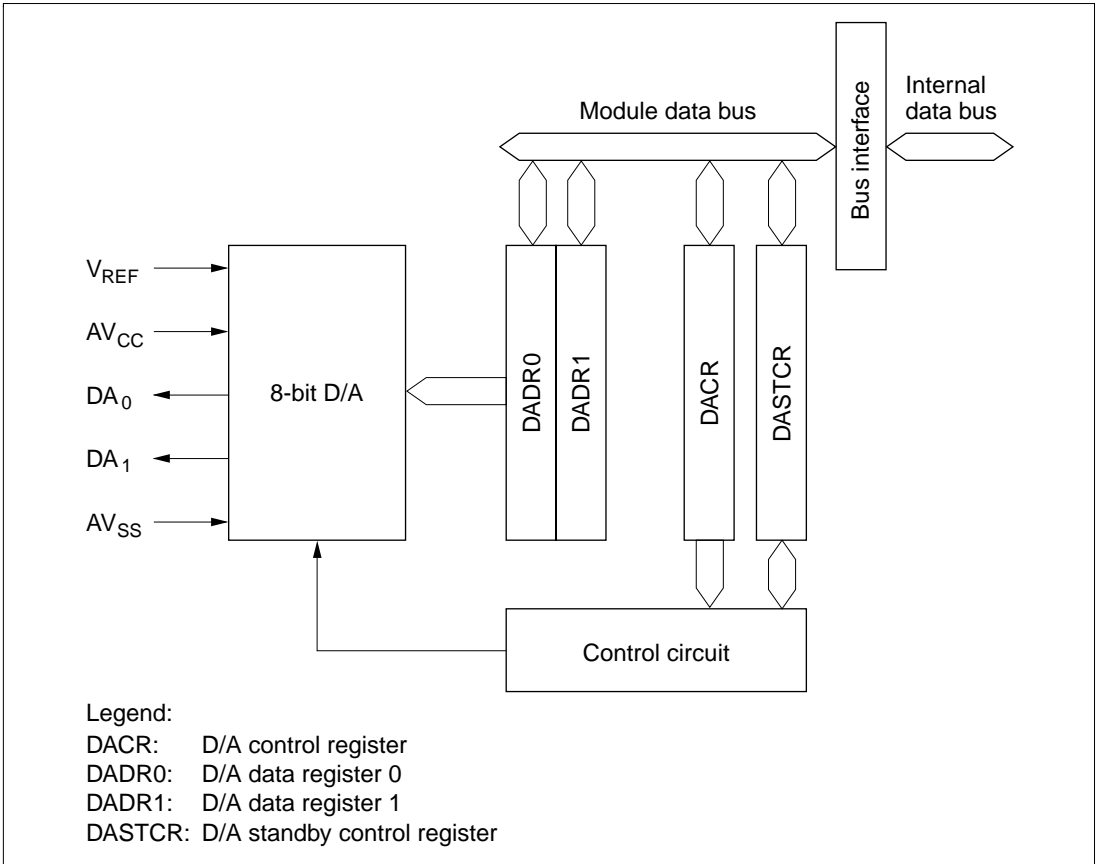 Module data bus
Bus interface
Internal
data bus
VREF
AVCC
DA0
DA1
AVSS
8-bit D/A
DADR0
DADR1
DACR
DASTCR
Control circuit
Legend:
DACR: D/A control register
DADR0: D/A data register 0
DADR1: D/A data register 1
DASTCR: D/A standby control register